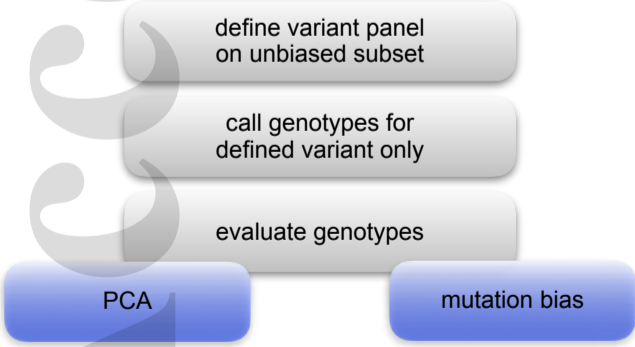 define variant panel
on unbiased subset
call genotypes for
defined variant only
evaluate genotypes
PCA
mutation bias